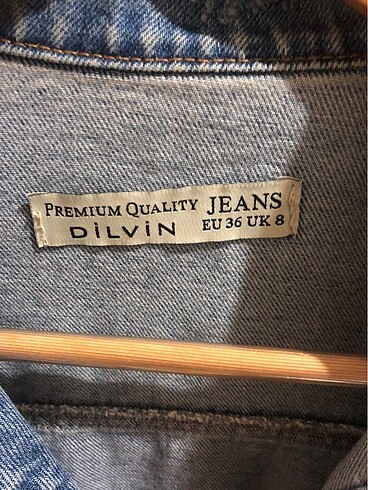 PREMIUM QUALITY JEANS
DİLVİN EU 36 UK 8